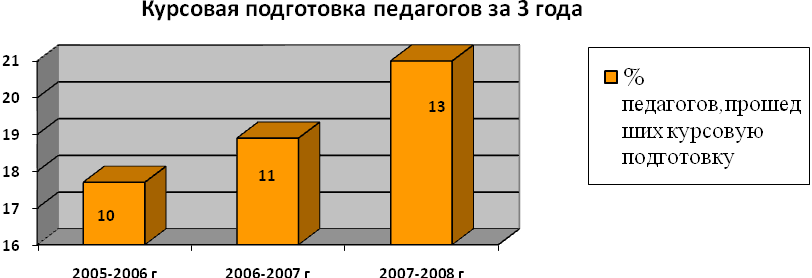 Курсовая подготовка педагогов за 3 года
21
20
19
18
17
16
10
11
13
2005-2006 г
2006-2007 г
2007-2008 г
%
педагогов,прошед
ших курсовую
подготовку